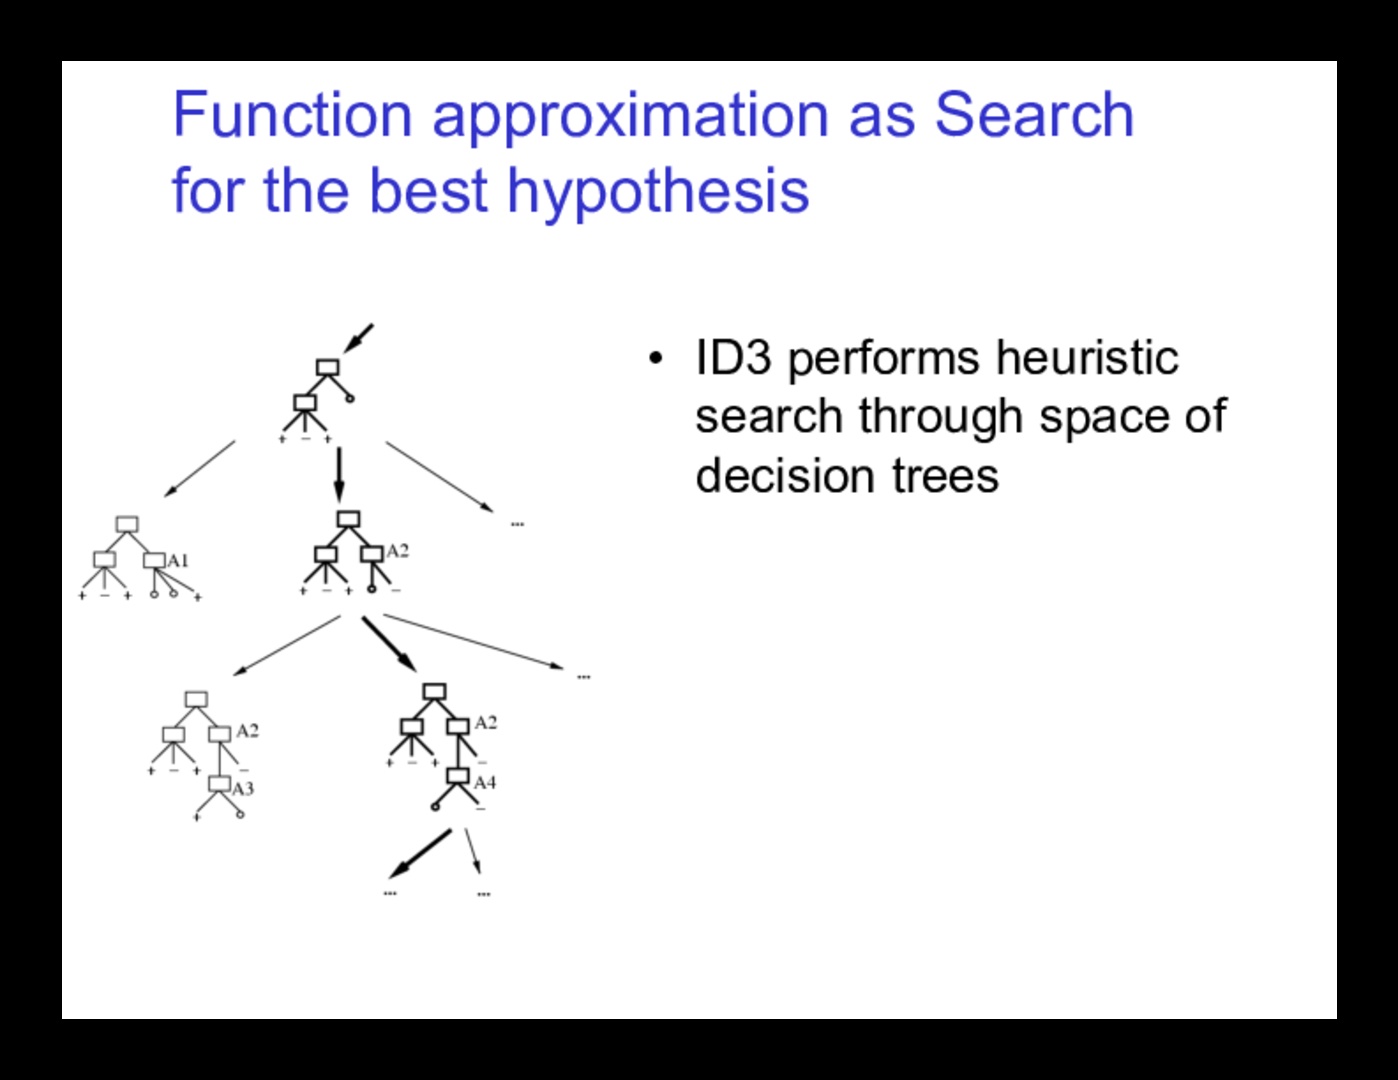 Function approximation as Search
for the best hypothesis
• ID3 performs heuristic
search through space of
decision trees
+ – +
...
A1
+ – + +
A2
+ – + –
...
A2
+ – + –
A3
+
A2
+ – + –
A4
–
...
...